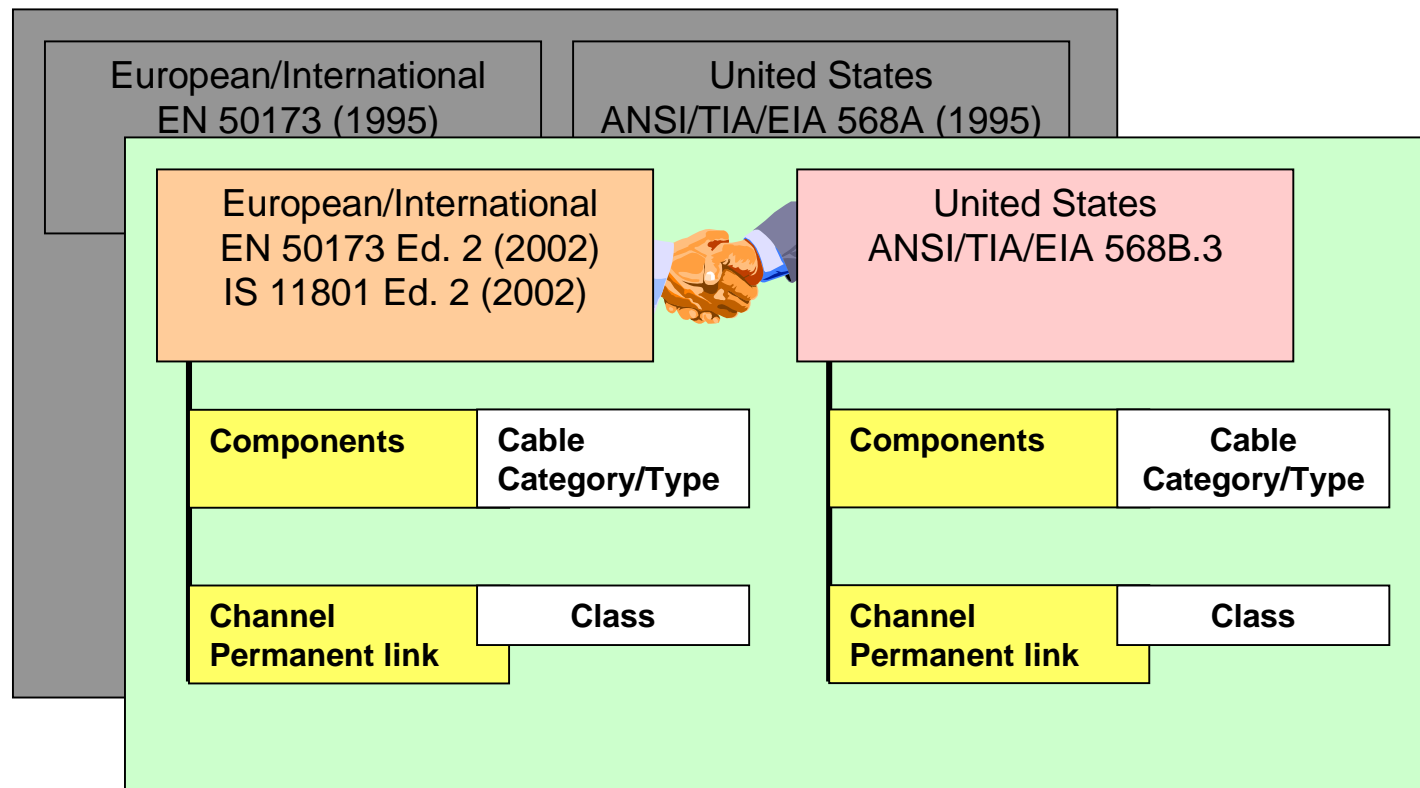 European/International
EN 50173 (1995)
United States
ANSI/TIA/EIA 568A (1995)
European/International
EN 50173 Ed. 2 (2002)
IS 11801 Ed. 2 (2002)
United States
ANSI/TIA/EIA 568B.3
Components
Cable
Category/Type
Components
Cable
Category/Type
Channel
Permanent link
Class
Channel
Permanent link
Class